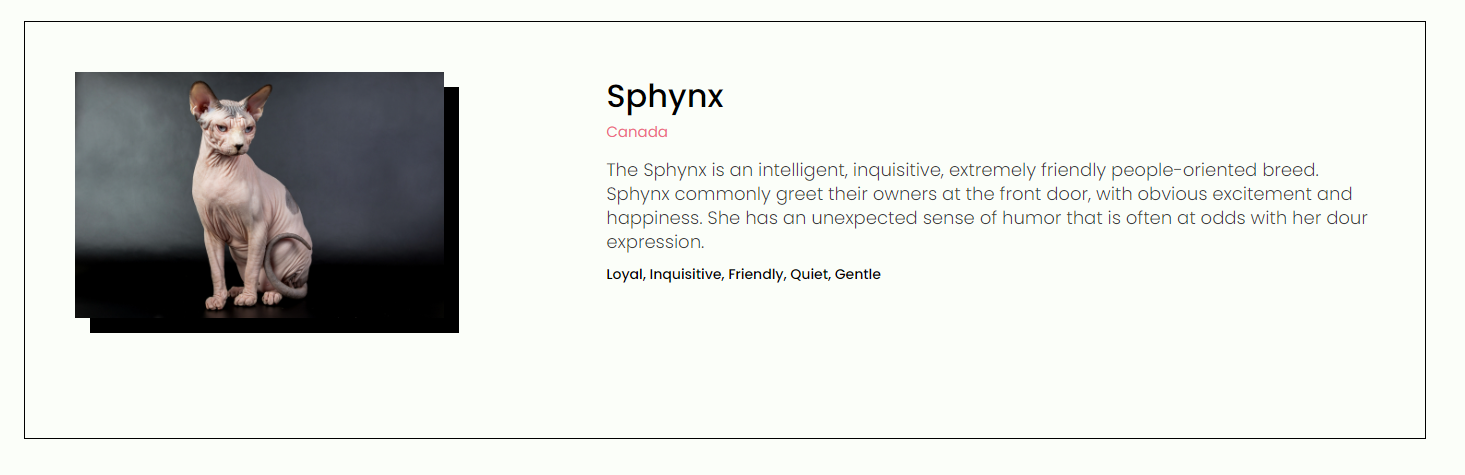 Sphynx
Canada
The Sphynx is an intelligent, inquisitive, extremely friendly people-oriented breed.
Sphynx commonly greet their owners at the front door, with obvious excitement and
happiness. She has an unexpected sense of humor that is often at odds with her dour
expression.
Loyal, Inquisitive, Friendly, Quiet, Gentle